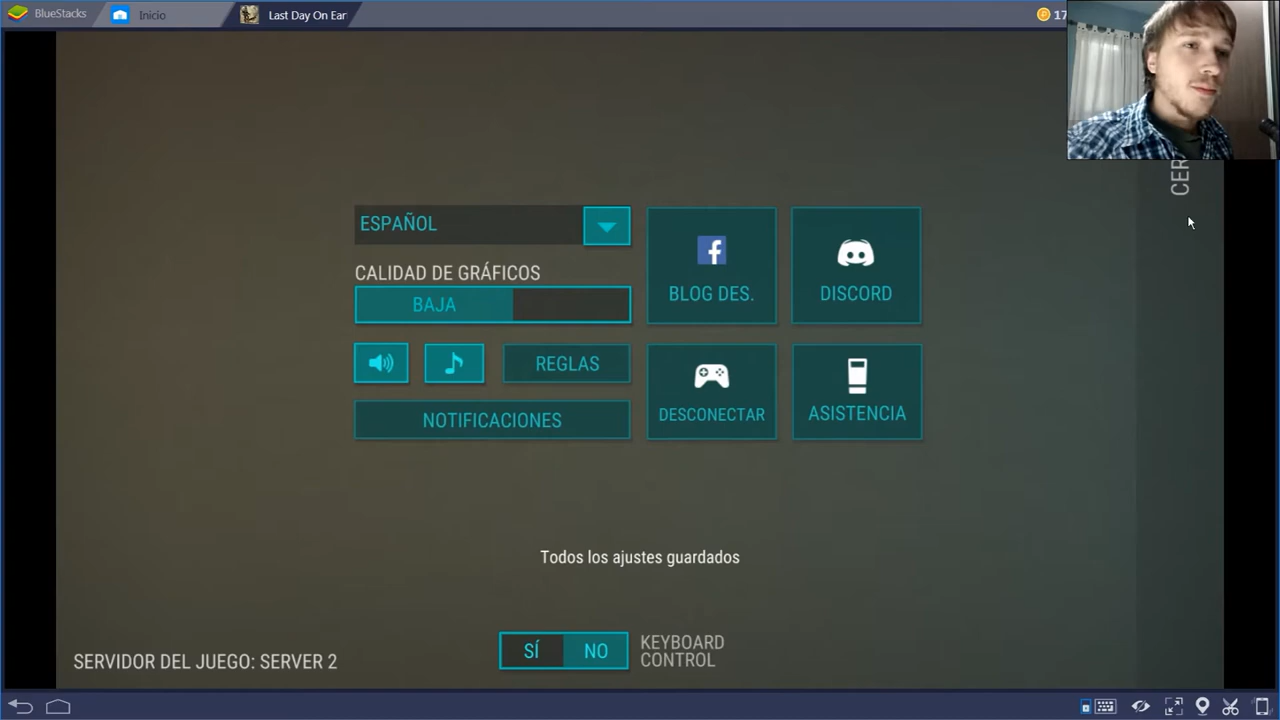 BlueStacks
Inicio
Last Day On Ear
17
CER
ESPAÑOL
CALIDAD DE GRÁFICOS
BAJA
REGLAS
NOTIFICACIONES
BLOG DES.
DISCORD
DESCONECTAR
ASISTENCIA
Todos los ajustes guardados
SÍ NO
KEYBOARD
CONTROL
SERVIDOR DEL JUEGO: SERVER 2